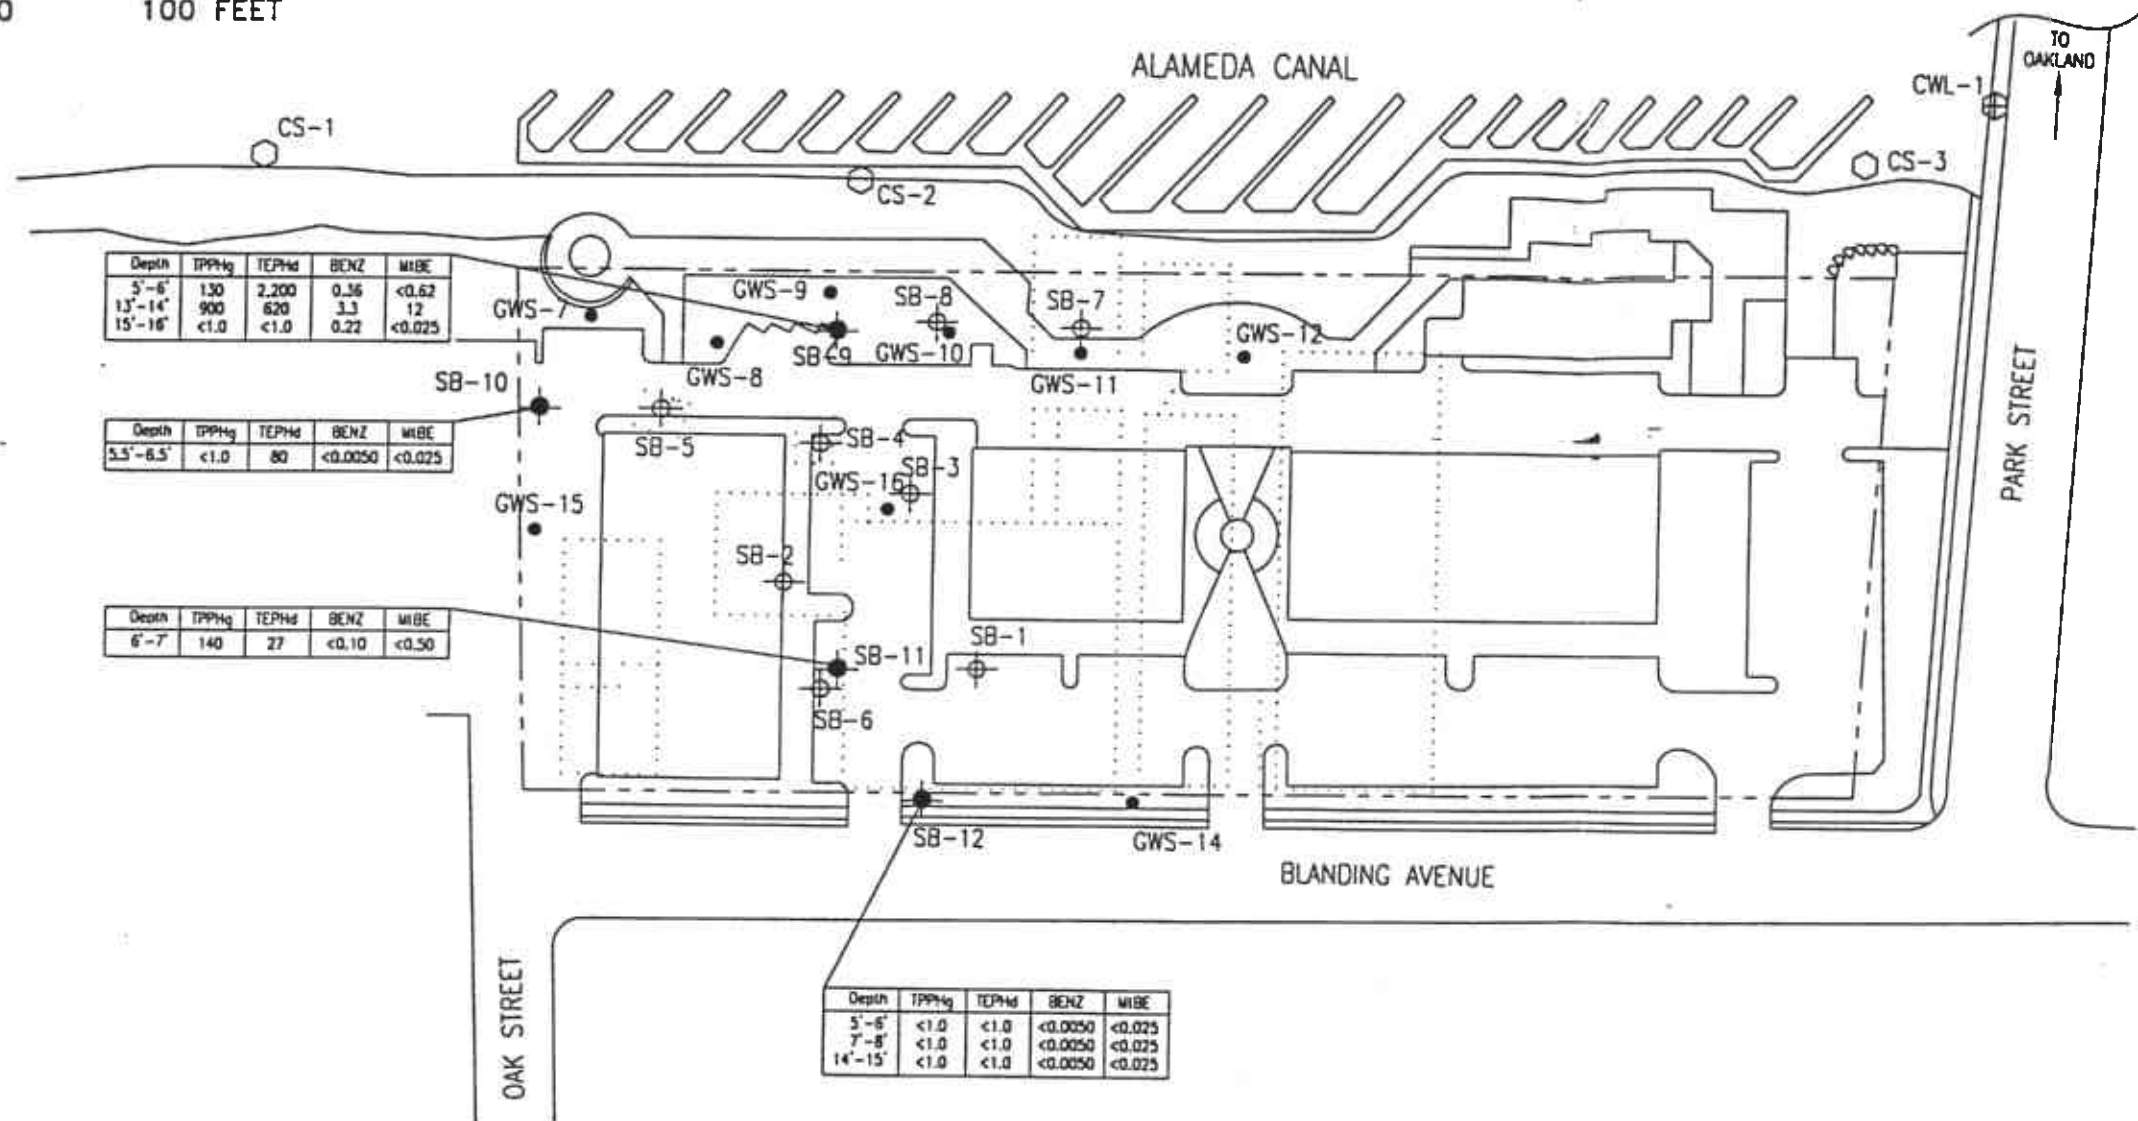 0 100 FEET
ALAMEDA CANAL
TO
OAKLAND
CWL-1
CS-1
CS-2
CS-3
Depth TPPHg TEPHd BENZ MtBE
5'-6' 130 2,200 0.36 <0.62
13'-14' 900 620 3.3 12
15'-16' <1.0 <1.0 0.22 <0.025
GWS-7
GWS-9
SB-8
SB-7
GWS-12
SB-9
GWS-10
GWS-8
GWS-11
SB-10
Depth TPPHg TEPHd BENZ MtBE
5.5'-6.5' <1.0 80 <0.0050 <0.025
SB-5
SB-4
SB-3
GWS-16
GWS-15
SB-2
PARK STREET
Depth TPPHg TEPHd BENZ MtBE
6'-7' 140 27 <0.10 <0.50
SB-1
SB-11
SB-6
SB-12
GWS-14
BLANDING AVENUE
OAK STREET
Depth TPPHg TEPHd BENZ MtBE
5'-6' <1.0 <1.0 <0.0050 <0.025
7'-8' <1.0 <1.0 <0.0050 <0.025
14'-15' <1.0 <1.0 <0.0050 <0.025